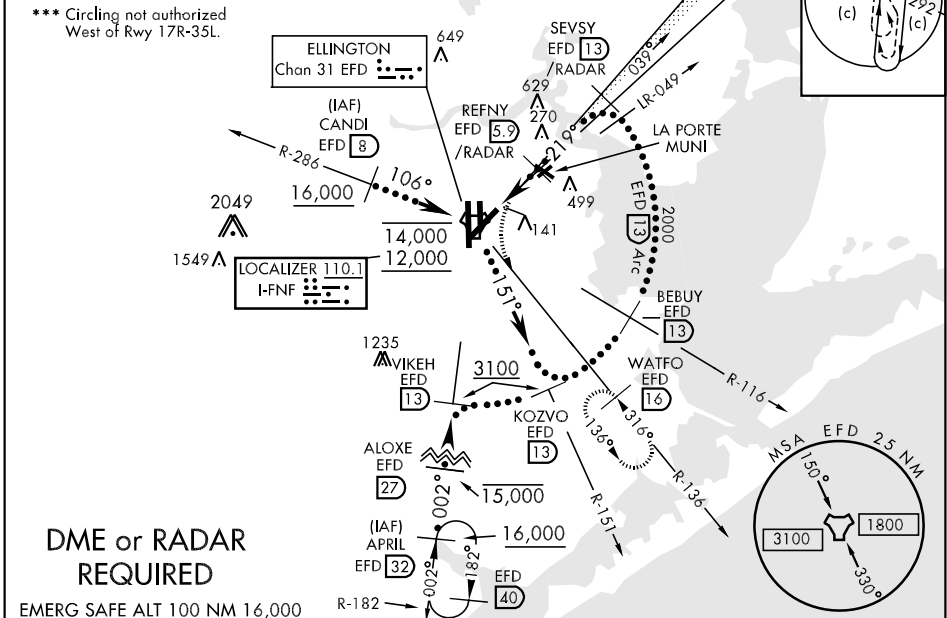 *** Circling not authorized
West of Rwy 17R-35L.
292
(c)
(c)
649
ELLINGTON
Chan 31 EFD
SEVSY
EFD 13
/RADAR
039°
LR-049
629
270
(IAF)
CANDI
EFD 8
REFNY
EFD 5.9
/RADAR
219°
LA PORTE
MUNI
R-286
106°
16,000
499
EFD
13
Arc
2000
2049
141
14,000
12,000
1549
LOCALIZER 110.1
I-FNF
151°
BEBUY
EFD
13
1235
VIKEH
EFD
13
3100
WATFO
EFD
16
R-116
KOZVO
EFD
13
136°
316°
MSA EFD 25 NM
150°
ALOXE
EFD
27
002°
15,000
R-151
R-136
3100
1800
330°
DME or RADAR
REQUIRED
(IAF)
APRIL
EFD 32
16,000
002°
182°
EFD
40
R-182
EMERG SAFE ALT 100 NM 16,000